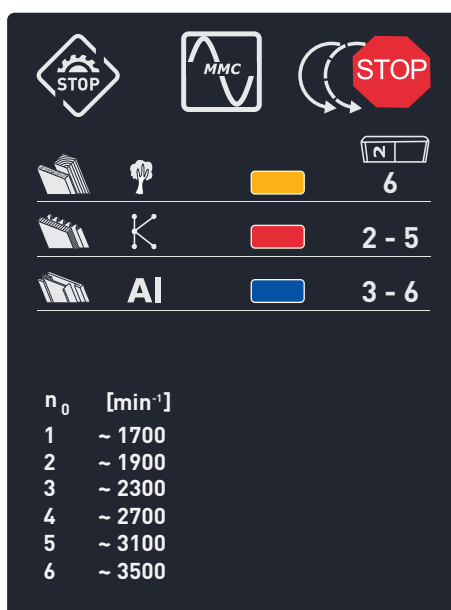 STOP MMC STOP
2
6
K 2 - 5
Al 3 - 6
n₀ [min⁻¹]
1 ~ 1700
2 ~ 1900
3 ~ 2300
4 ~ 2700
5 ~ 3100
6 ~ 3500